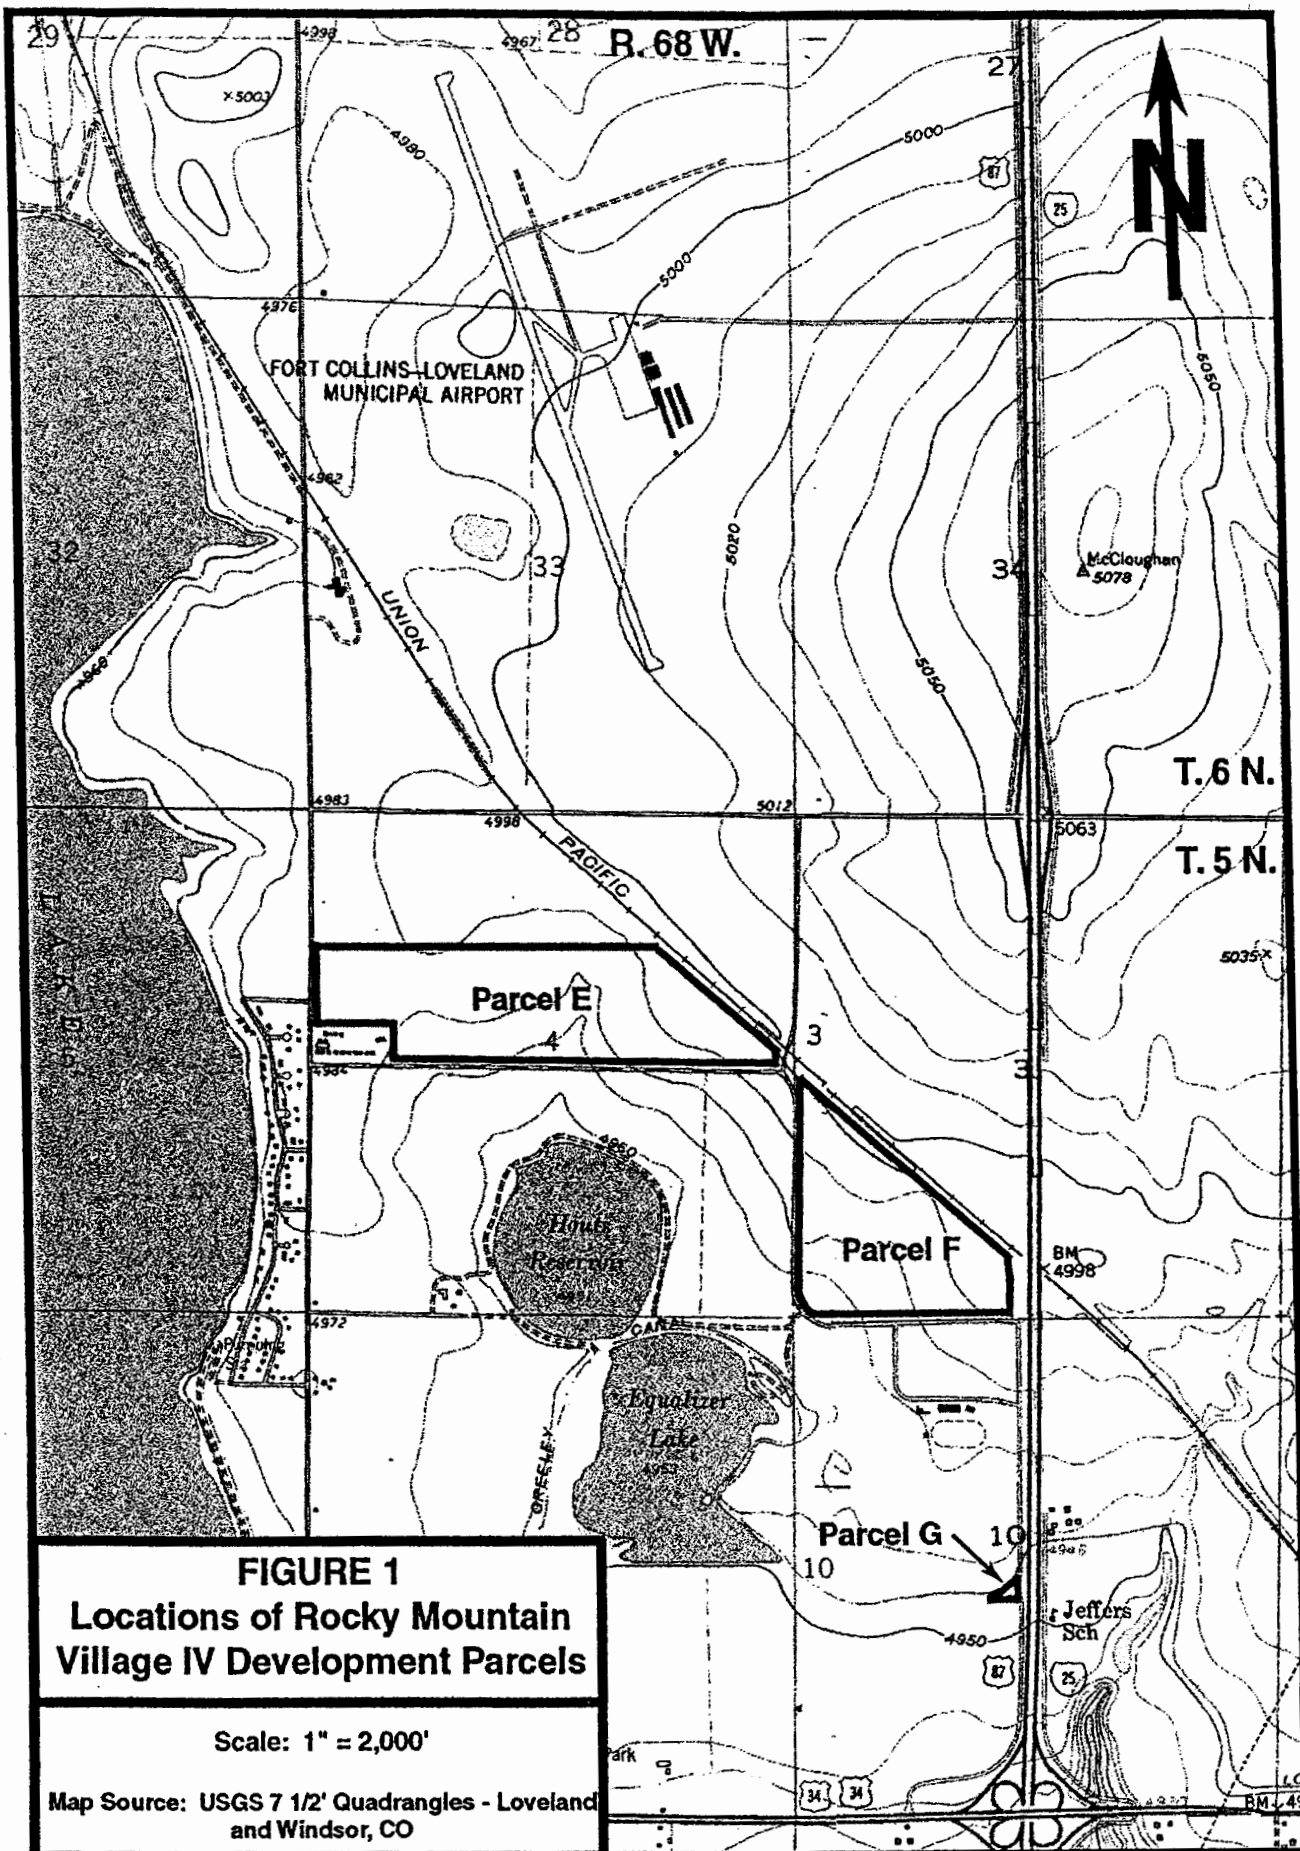 29
4998
4967
28
R. 68 W.
27
×5003
4980
5000
87
25
N
5000
4976
FORT COLLINS-LOVELAND
MUNICIPAL AIRPORT
5050
4982
32
33
5020
34
McCloughan
5078
UNION
4960
5050
T. 6 N.
4983
4998
5012
5063
T. 5 N.
PACIFIC
5035×
Parcel E
4
3
3
4984
4960
Reservoir
Parcel F
BM
4998
4972
CANAL
Equalizer
Lake
GREELEY
Parcel G
10
10
Jeffers
Sch
4950
87
25
FIGURE 1
Locations of Rocky Mountain
Village IV Development Parcels
Scale: 1" = 2,000'
Map Source: USGS 7 1/2' Quadrangles - Loveland
and Windsor, CO
Park
34
34
BM